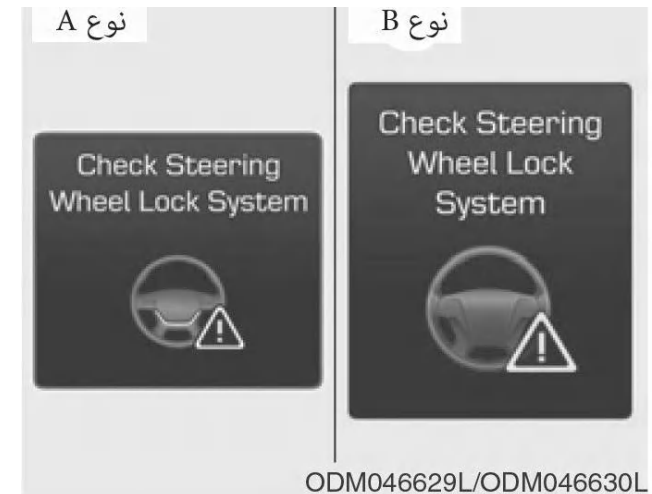 نوع A
Check Steering
Wheel Lock System
نوع B
Check Steering
Wheel Lock
System
ODM046629L/ODM046630L